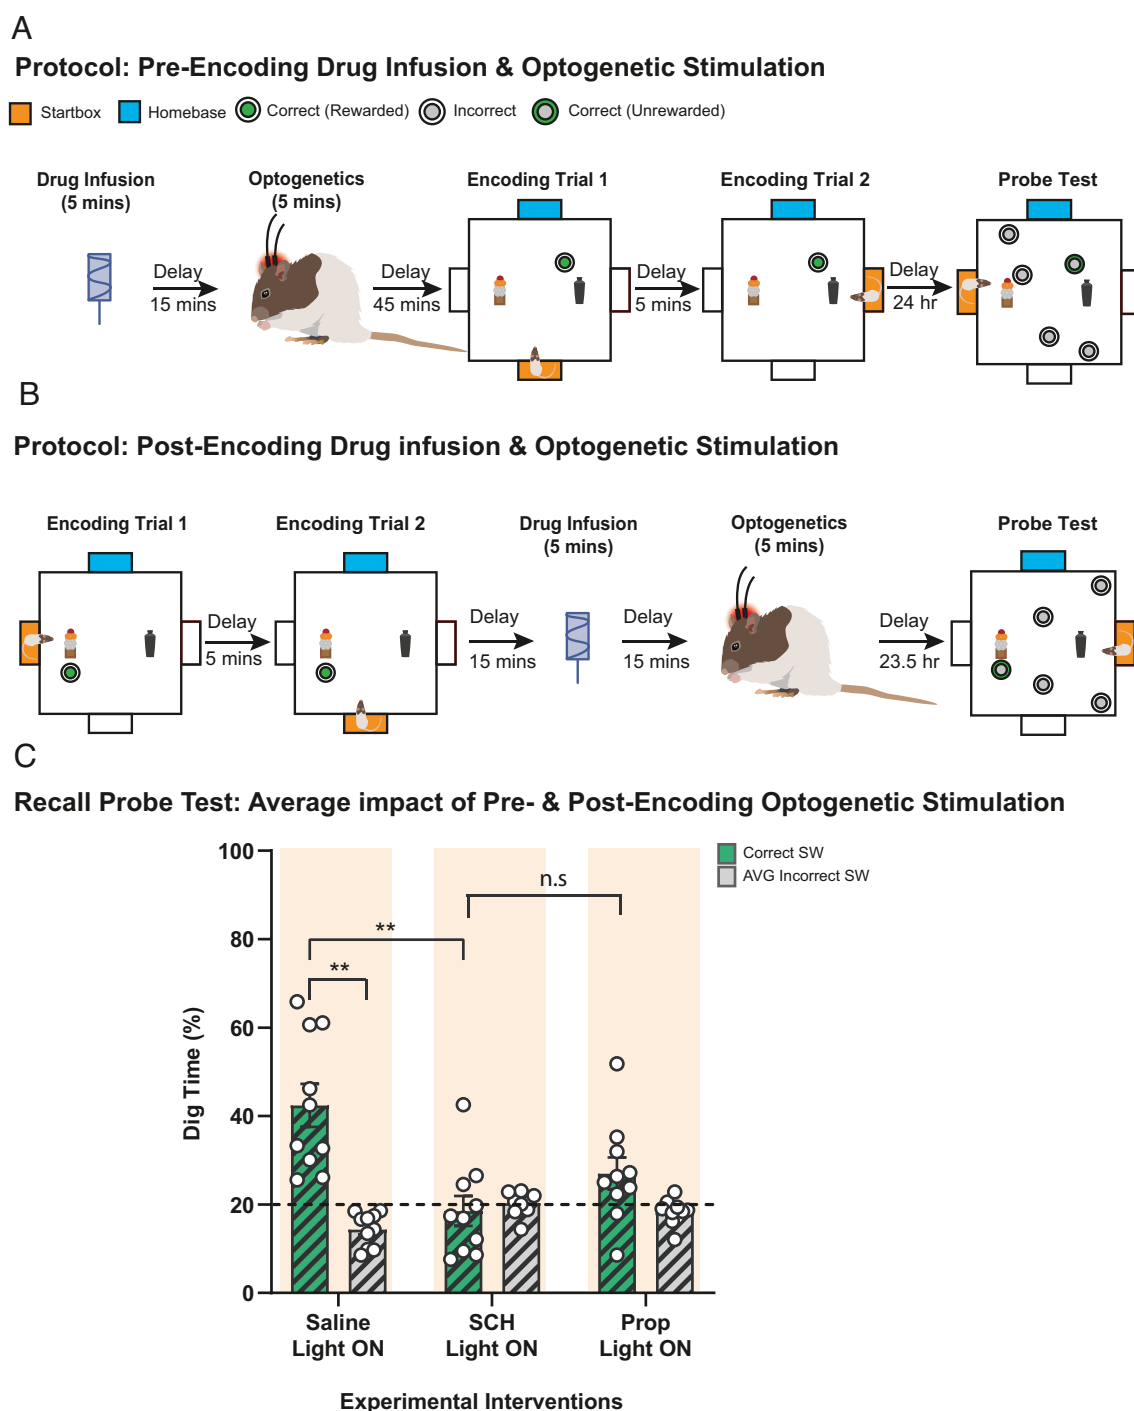 A
Protocol: Pre-Encoding Drug Infusion & Optogenetic Stimulation
Startbox
Homebase
Correct (Rewarded)
Incorrect
Correct (Unrewarded)
Drug Infusion
(5 mins)
Delay
15 mins
Optogenetics
(5 mins)
Delay
45 mins
Encoding Trial 1
Delay
5 mins
Encoding Trial 2
Delay
24 hr
Probe Test
B
Protocol: Post-Encoding Drug infusion & Optogenetic Stimulation
Encoding Trial 1
Delay
5 mins
Encoding Trial 2
Delay
15 mins
Drug Infusion
(5 mins)
Delay
15 mins
Optogenetics
(5 mins)
Delay
23.5 hr
Probe Test
C
Recall Probe Test: Average impact of Pre- & Post-Encoding Optogenetic Stimulation
Correct SW
AVG Incorrect SW
Dig Time (%)
100
80
60
40
20
0
**
**
n.s
Saline
Light ON
SCH
Light ON
Prop
Light ON
Experimental Interventions